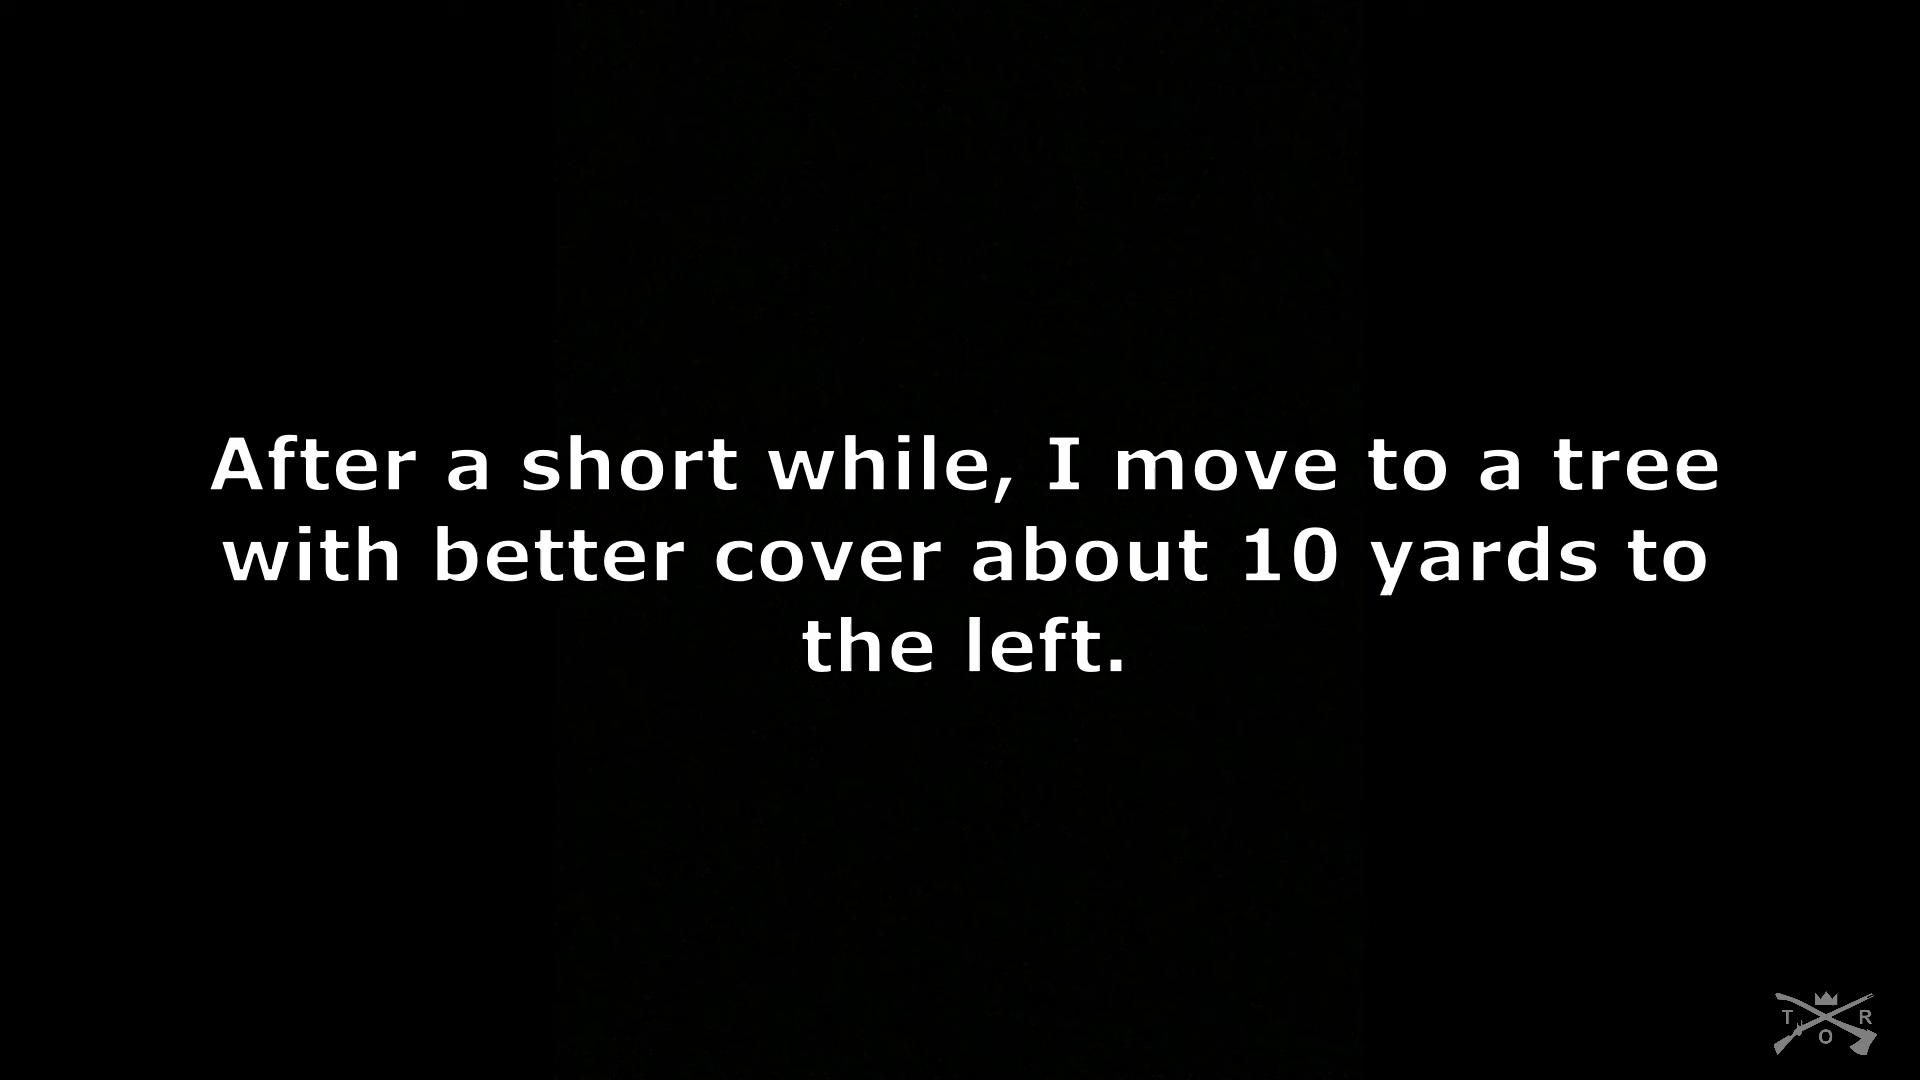 After a short while, I move to a tree
with better cover about 10 yards to
the left.
T R
O